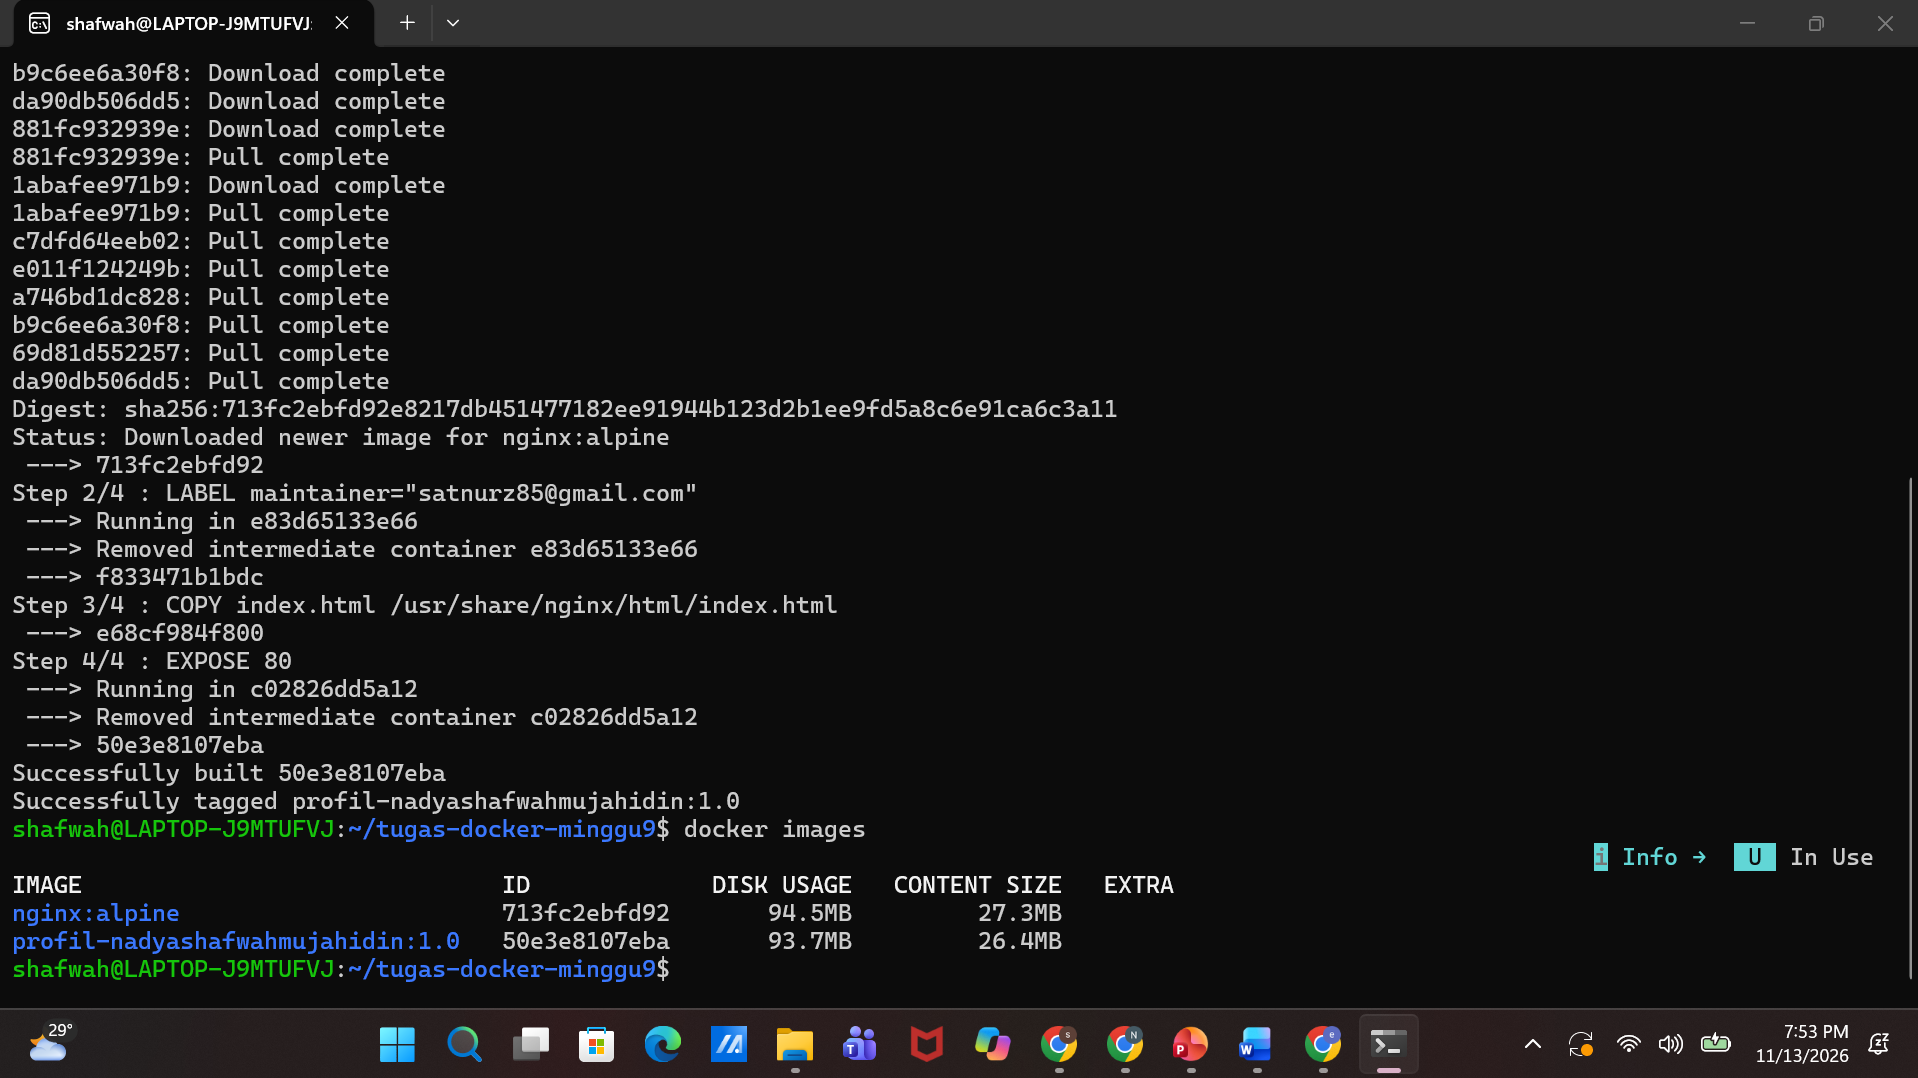 shafwah@LAPTOP-J9MTUFVJ:
b9c6ee6a30f8: Download complete
da90db506dd5: Download complete
881fc932939e: Download complete
881fc932939e: Pull complete
1abafee971b9: Download complete
1abafee971b9: Pull complete
c7dfd64eeb02: Pull complete
e011f124249b: Pull complete
a746bd1dc828: Pull complete
b9c6ee6a30f8: Pull complete
69d81d552257: Pull complete
da90db506dd5: Pull complete
Digest: sha256:713fc2ebfd92e8217db451477182ee91944b123d2b1ee9fd5a8c6e91ca6c3a11
Status: Downloaded newer image for nginx:alpine
---> 713fc2ebfd92
Step 2/4 : LABEL maintainer="satnurz85@gmail.com"
---> Running in e83d65133e66
---> Removed intermediate container e83d65133e66
---> f833471b1bdc
Step 3/4 : COPY index.html /usr/share/nginx/html/index.html
---> e68cf984f800
Step 4/4 : EXPOSE 80
---> Running in c02826dd5a12
---> Removed intermediate container c02826dd5a12
---> 50e3e8107eba
Successfully built 50e3e8107eba
Successfully tagged profil-nadyashafwahmujahidin:1.0
shafwah@LAPTOP-J9MTUFVJ:~/tugas-docker-minggu9$ docker images
i Info → U In Use
IMAGE ID DISK USAGE CONTENT SIZE EXTRA
nginx:alpine 713fc2ebfd92 94.5MB 27.3MB
profil-nadyashafwahmujahidin:1.0 50e3e8107eba 93.7MB 26.4MB
shafwah@LAPTOP-J9MTUFVJ:~/tugas-docker-minggu9$
29°
7:53 PM
11/13/2026